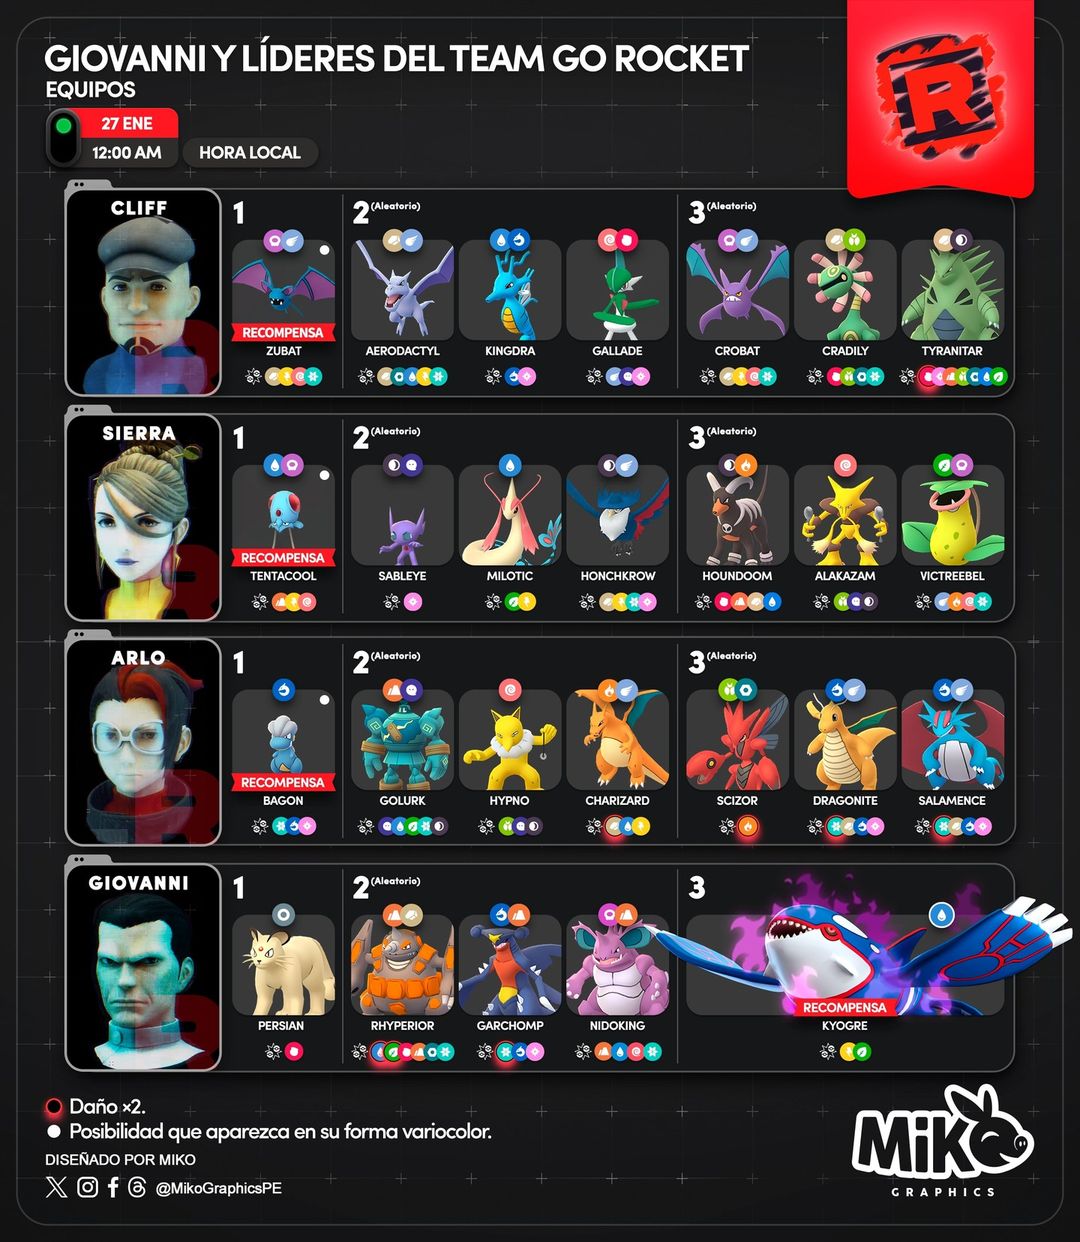 GIOVANNI Y LÍDERES DEL TEAM GO ROCKET
EQUIPOS
27 ENE
12:00 AM
HORA LOCAL
R
CLIFF
1
2 (Aleatorio)
3 (Aleatorio)
RECOMPENSA
ZUBAT
AERODACTYL
KINGDRA
GALLADE
CROBAT
CRADILY
TYRANITAR
SIERRA
1
2 (Aleatorio)
3 (Aleatorio)
RECOMPENSA
TENTACOOL
SABLEYE
MILOTIC
HONCHKROW
HOUNDOOM
ALAKAZAM
VICTREEBEL
ARLO
1
2 (Aleatorio)
3 (Aleatorio)
RECOMPENSA
BAGON
GOLURK
HYPNO
CHARIZARD
SCIZOR
DRAGONITE
SALAMENCE
GIOVANNI
1
2 (Aleatorio)
3
PERSIAN
RHYPERIOR
GARCHOMP
NIDOKING
RECOMPENSA
KYOGRE
Daño ×2.
Posibilidad que aparezca en su forma variocolor.
DISEÑADO POR MIKO
@MikoGraphicsPE
MiKO
GRAPHICS